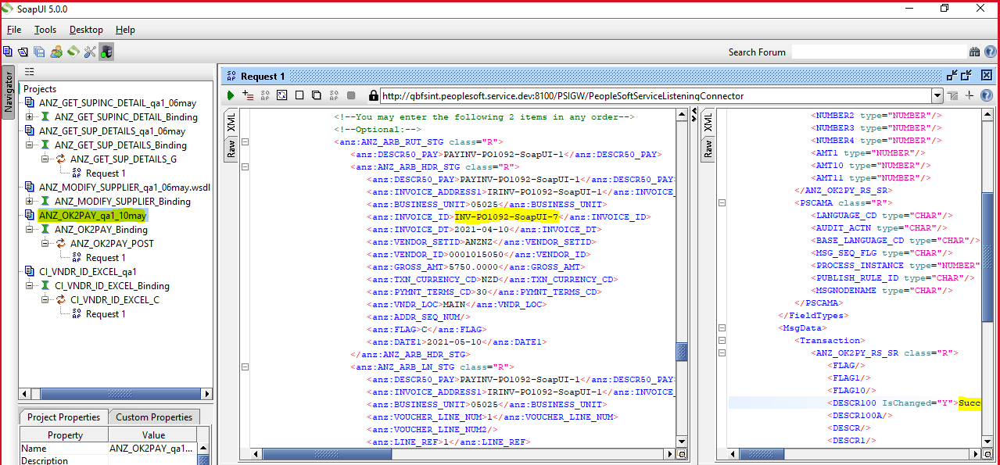 SoapUI 5.0.0
File Tools Desktop Help
Search Forum
Navigator
Projects
ANZ_GET_SUPINC_DETAIL_qa1_06may
ANZ_GET_SUPINC_DETAIL_Binding
ANZ_GET_SUP_DETAILS_qa1_06may
ANZ_GET_SUP_DETAILS_Binding
ANZ_GET_SUP_DETAILS_G
Request 1
ANZ_MODIFY_SUPPLIER_qa1_06may.wsdl
ANZ_MODIFY_SUPPLIER_Binding
ANZ_OK2PAY_qa1_10may
ANZ_OK2PAY_Binding
ANZ_OK2PAY_POST
Request 1
CI_VNDR_ID_EXCEL_qa1
CI_VNDR_ID_EXCEL_Binding
CI_VNDR_ID_EXCEL_C
Request 1
Project Properties Custom Properties
Property Value
Name ANZ_OK2PAY_qa1...
Description
Request 1
http://qbfsint.peoplesoft.service.dev:8100/PSIGW/PeopleSoftServiceListeningConnector
XML
Raw
<!--You may enter the following 2 items in any order-->
<!--Optional:-->
<anz:ANZ_ARB_RUT_STG class="R">
<anz:DESCR50_PAY>PAYINV-PO1092-SoapUI-1</anz:DESCR50_PAY>
<anz:ANZ_ARB_HDR_STG class="R">
<anz:DESCR50_PAY>PAYINV-PO1092-SoapUI-1</anz:DESCR50_PAY>
<anz:INVOICE_ADDRESS1>IRINV-PO1092-SoapUI-1</anz:INVOICE_
<anz:BUSINESS_UNIT>05025</anz:BUSINESS_UNIT>
<anz:INVOICE_ID>INV-PO1092-SoapUI-7</anz:INVOICE_ID>
<anz:INVOICE_DT>2021-04-10</anz:INVOICE_DT>
<anz:VENDOR_SETID>ANZNZ</anz:VENDOR_SETID>
<anz:VENDOR_ID>0001015050</anz:VENDOR_ID>
<anz:GROSS_AMT>5750.0000</anz:GROSS_AMT>
<anz:TXN_CURRENCY_CD>NZD</anz:TXN_CURRENCY_CD>
<anz:PYMNT_TERMS_CD>30</anz:PYMNT_TERMS_CD>
<anz:VNDR_LOC>MAIN</anz:VNDR_LOC>
<anz:ADDR_SEQ_NUM/>
<anz:FLAG>C</anz:FLAG>
<anz:DATE1>2021-05-10</anz:DATE1>
</anz:ANZ_ARB_HDR_STG>
<anz:ANZ_ARB_LN_STG class="R">
<anz:DESCR50_PAY>PAYINV-PO1092-SoapUI-1</anz:DESCR50_PAY>
<anz:INVOICE_ADDRESS1>IRINV-PO1092-SoapUI-1</anz:INVOICE_
<anz:BUSINESS_UNIT>05025</anz:BUSINESS_UNIT>
<anz:VOUCHER_LINE_NUM>1</anz:VOUCHER_LINE_NUM>
<anz:VOUCHER_LINE_NUM2/>
<anz:LINE_REF>1</anz:LINE_REF>
XML
Raw
<NUMBER2 type="NUMBER"/>
<NUMBER3 type="NUMBER"/>
<NUMBER4 type="NUMBER"/>
<AMT1 type="NUMBER"/>
<AMT10 type="NUMBER"/>
<AMT11 type="NUMBER"/>
</ANZ_OK2PY_RS_SR>
<PSCAMA class="R">
<LANGUAGE_CD type="CHAR"/>
<AUDIT_ACTN type="CHAR"/>
<BASE_LANGUAGE_CD type="CHAR"/>
<MSG_SEQ_FLG type="CHAR"/>
<PROCESS_INSTANCE type="NUMBER"
<PUBLISH_RULE_ID type="CHAR"/>
<MSGNODENAME type="CHAR"/>
</PSCAMA>
</FieldTypes>
<MsgData>
<Transaction>
<ANZ_OK2PY_RS_SR class="R">
<FLAG/>
<FLAG1/>
<FLAG10/>
<DESCR100 IsChanged="Y">Succ
<DESCR100A/>
<DESCR/>
<DESCR1/>